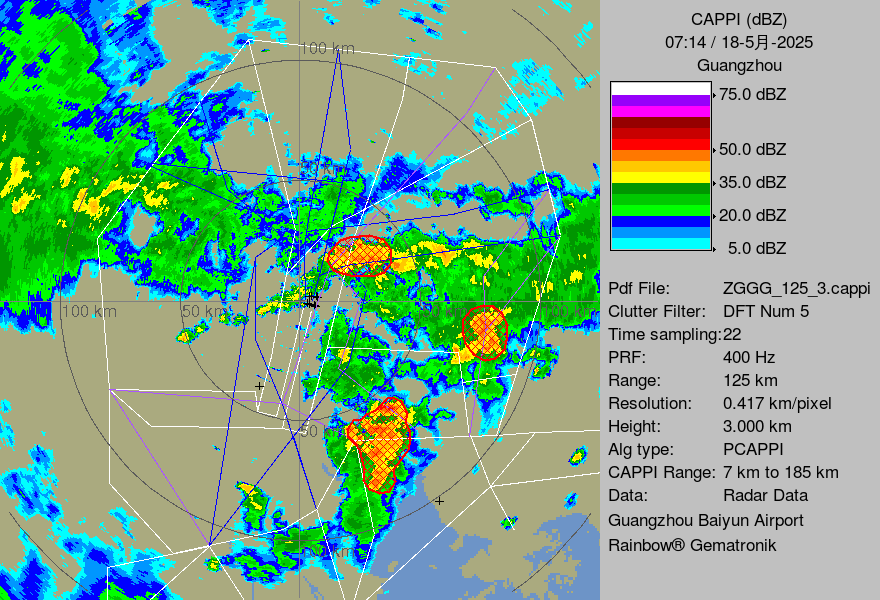 CAPPI (dBZ)
07:14 / 18-5月-2025
Guangzhou
75.0 dBZ
50.0 dBZ
35.0 dBZ
20.0 dBZ
5.0 dBZ
Pdf File: ZGGG_125_3.cappi
Clutter Filter: DFT Num 5
Time sampling:22
PRF: 400 Hz
Range: 125 km
Resolution: 0.417 km/pixel
Height: 3.000 km
Alg type: PCAPPI
CAPPI Range: 7 km to 185 km
Data: Radar Data
Guangzhou Baiyun Airport
Rainbow® Gematronik
100 km
100 km
50 km
50 km
100 km